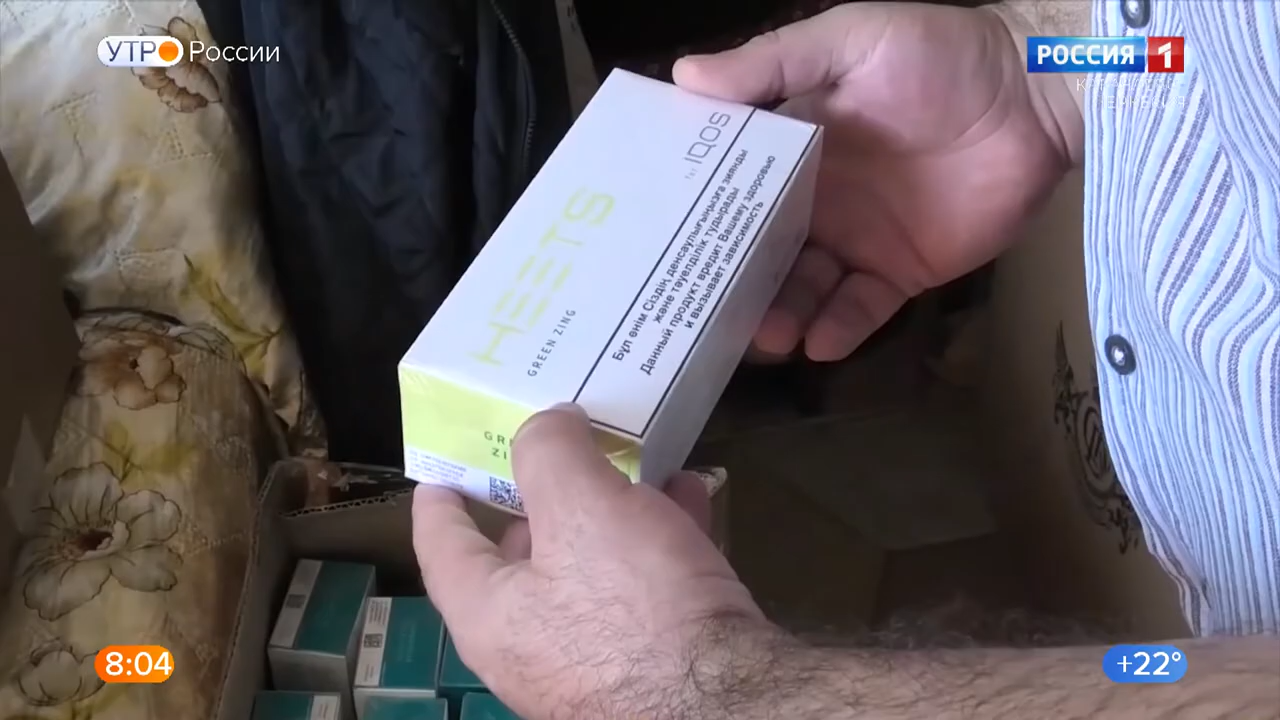 УТРО России
РОССИЯ 1
for IQOS
HEETS
GREEN ZING
Бұл өнім Сіздің денсаулығыңызға зиянды
және тәуелділік тудырады
Данный продукт вредит Вашему здоровью
и вызывает зависимость
8:04
+22°